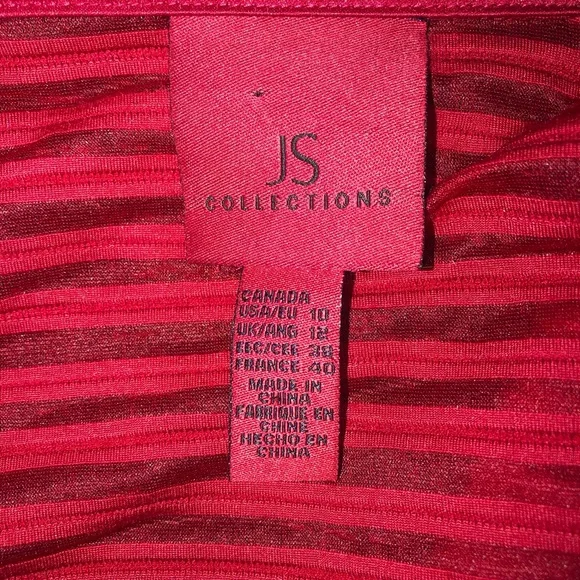 JS
COLLECTIONS
CANADA
USA/EU 10
UK/ANG 12
EEC/CEE 38
FRANCE 40
MADE IN
CHINA
FABRIQUE EN
CHINE
HECHO EN
CHINA